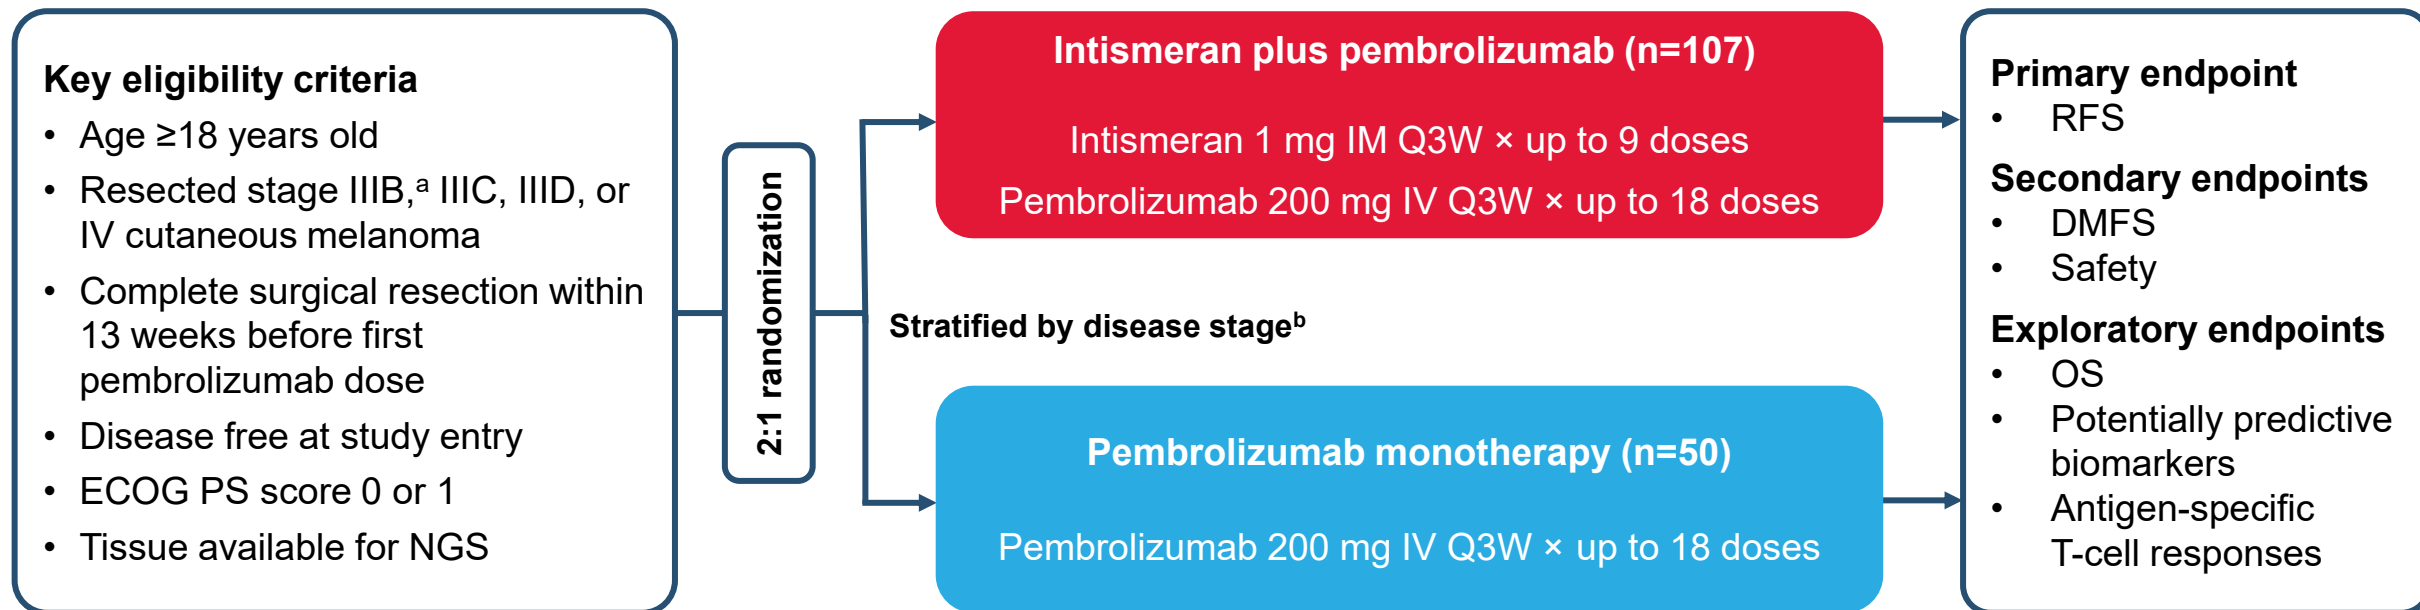 Key eligibility criteria
• Age ≥18 years old
• Resected stage IIIB,ᵃ IIIC, IIID, or
IV cutaneous melanoma
• Complete surgical resection within
13 weeks before first
pembrolizumab dose
• Disease free at study entry
• ECOG PS score 0 or 1
• Tissue available for NGS
2:1 randomization
Stratified by disease stageᵇ
Intismeran plus pembrolizumab (n=107)
Intismeran 1 mg IM Q3W × up to 9 doses
Pembrolizumab 200 mg IV Q3W × up to 18 doses
Pembrolizumab monotherapy (n=50)
Pembrolizumab 200 mg IV Q3W × up to 18 doses
Primary endpoint
• RFS
Secondary endpoints
• DMFS
• Safety
Exploratory endpoints
• OS
• Potentially predictive
biomarkers
• Antigen-specific
T-cell responses